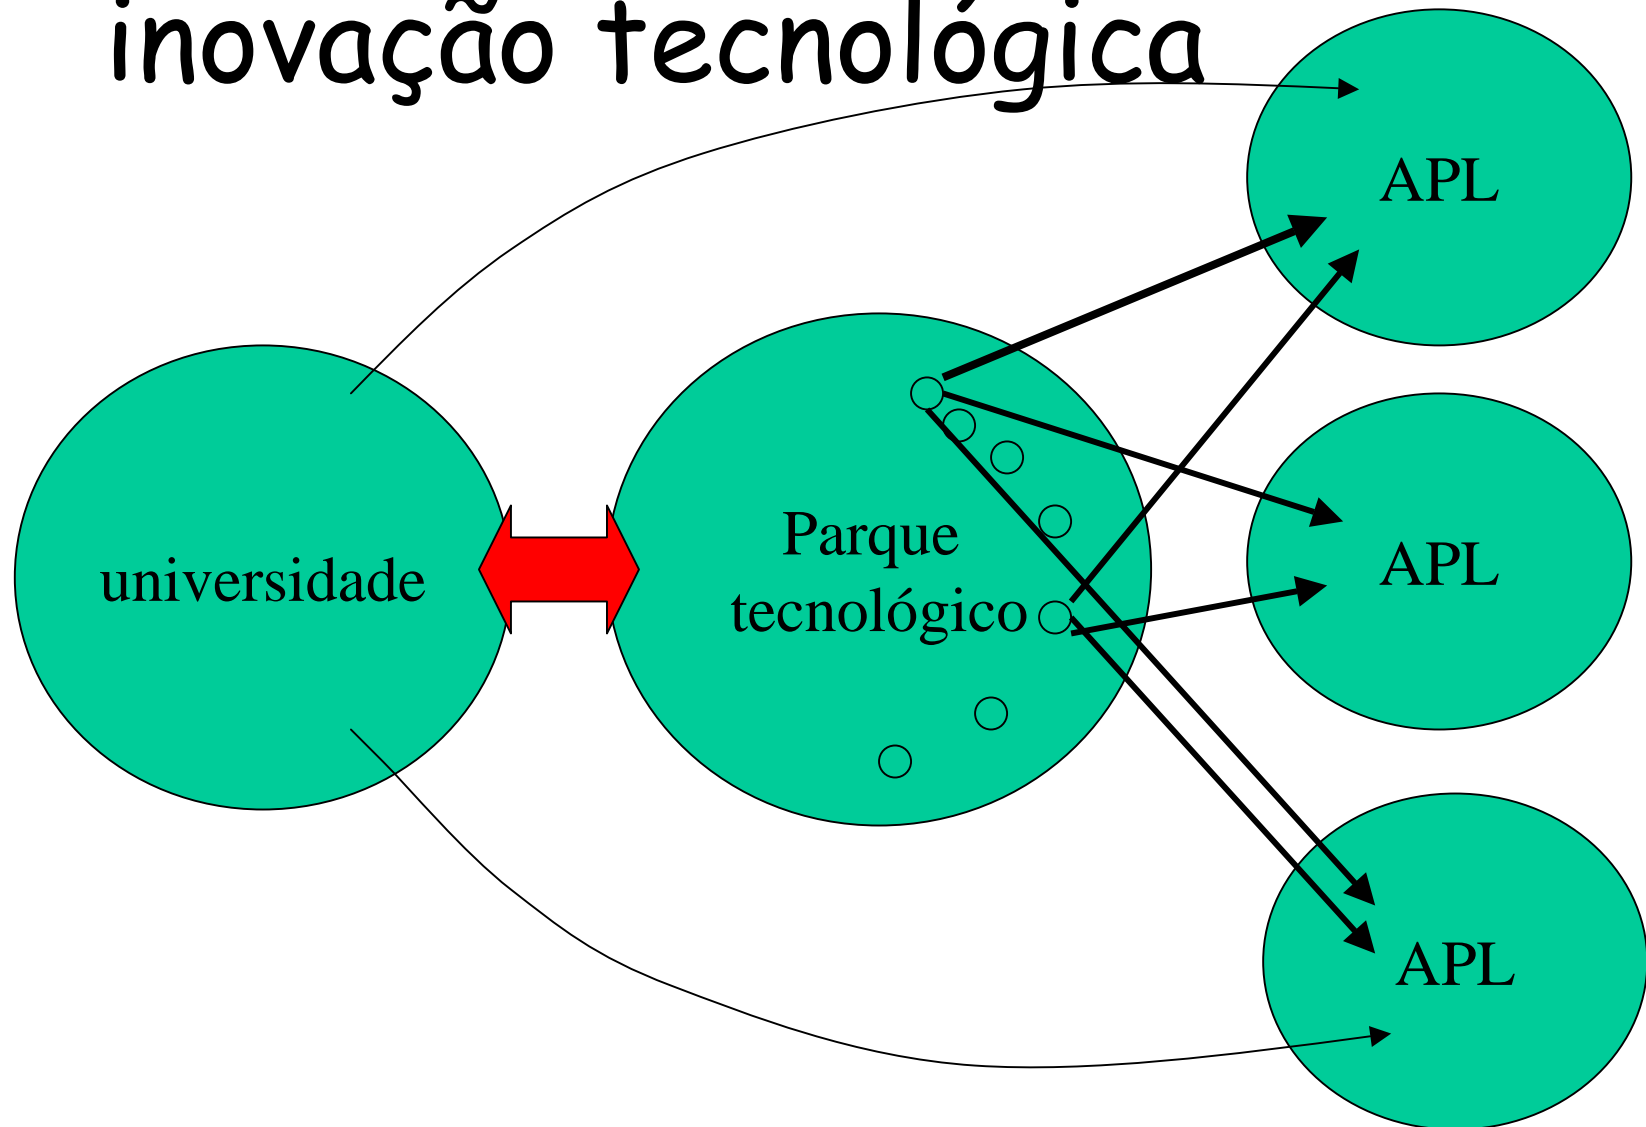 inovação tecnológica
APL
APL
universidade
Parque
tecnológico
APL